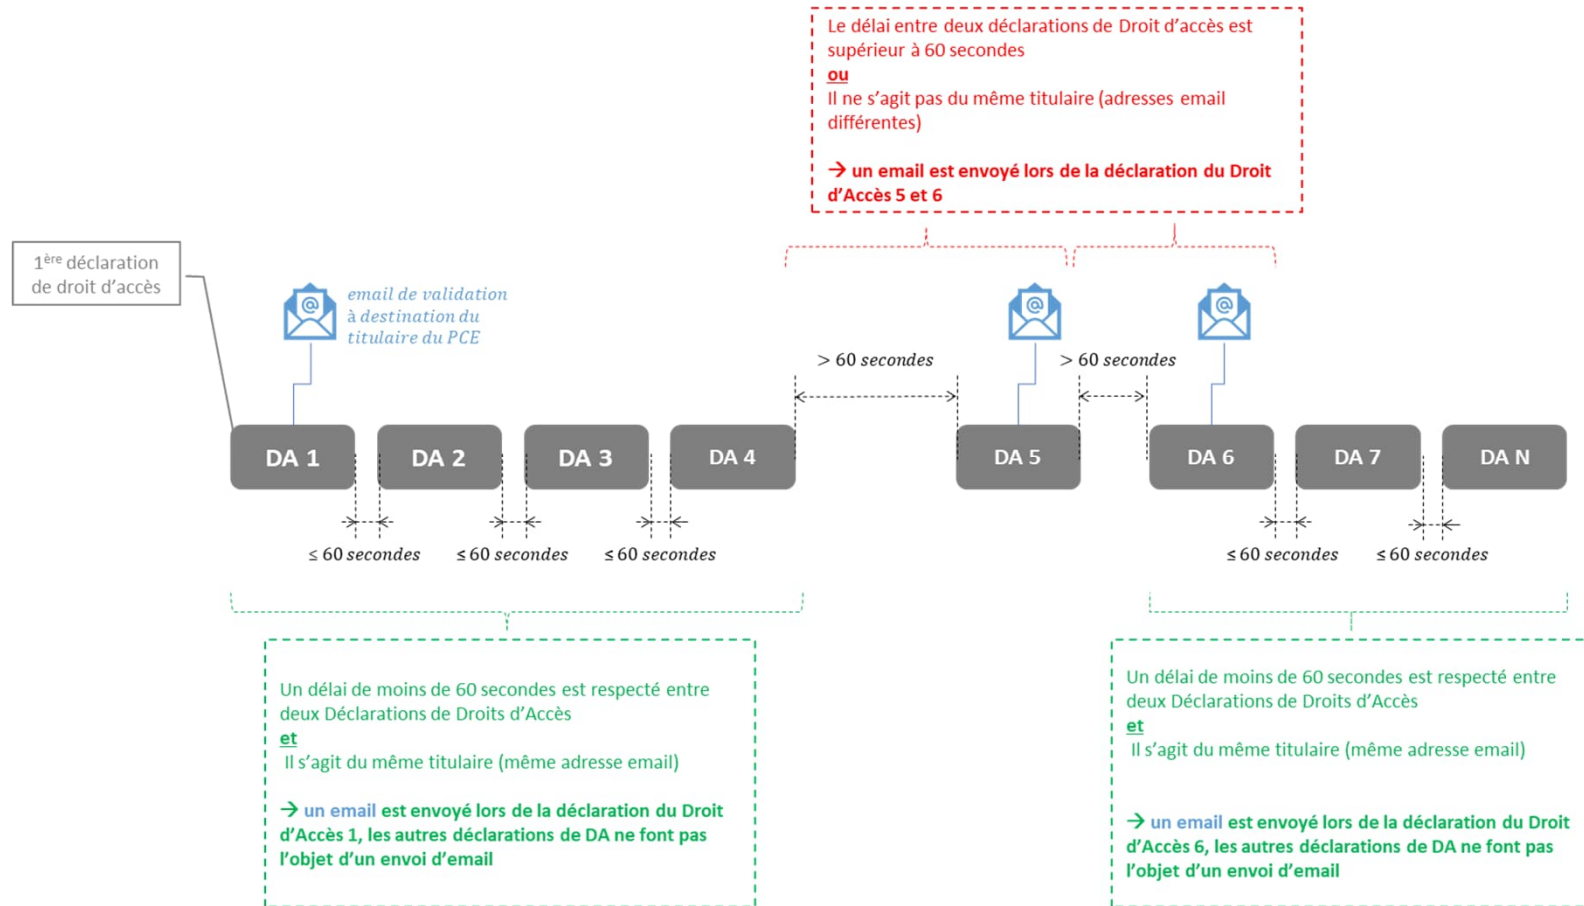 Le délai entre deux déclarations de Droit d'accès est
supérieur à 60 secondes
ou
Il ne s'agit pas du même titulaire (adresses email
différentes)
→ un email est envoyé lors de la déclaration du Droit
d'Accès 5 et 6
1ère déclaration
de droit d'accès
email de validation
à destination du
titulaire du PCE
> 60 secondes
> 60 secondes
DA 1
DA 2
DA 3
DA 4
DA 5
DA 6
DA 7
DA N
≤ 60 secondes
≤ 60 secondes
≤ 60 secondes
≤ 60 secondes
≤ 60 secondes
Un délai de moins de 60 secondes est respecté entre
deux Déclarations de Droits d'Accès
et
Il s'agit du même titulaire (même adresse email)
→ un email est envoyé lors de la déclaration du Droit
d'Accès 1, les autres déclarations de DA ne font pas
l'objet d'un envoi d'email
Un délai de moins de 60 secondes est respecté entre
deux Déclarations de Droits d'Accès
et
Il s'agit du même titulaire (même adresse email)
→ un email est envoyé lors de la déclaration du Droit
d'Accès 6, les autres déclarations de DA ne font pas
l'objet d'un envoi d'email